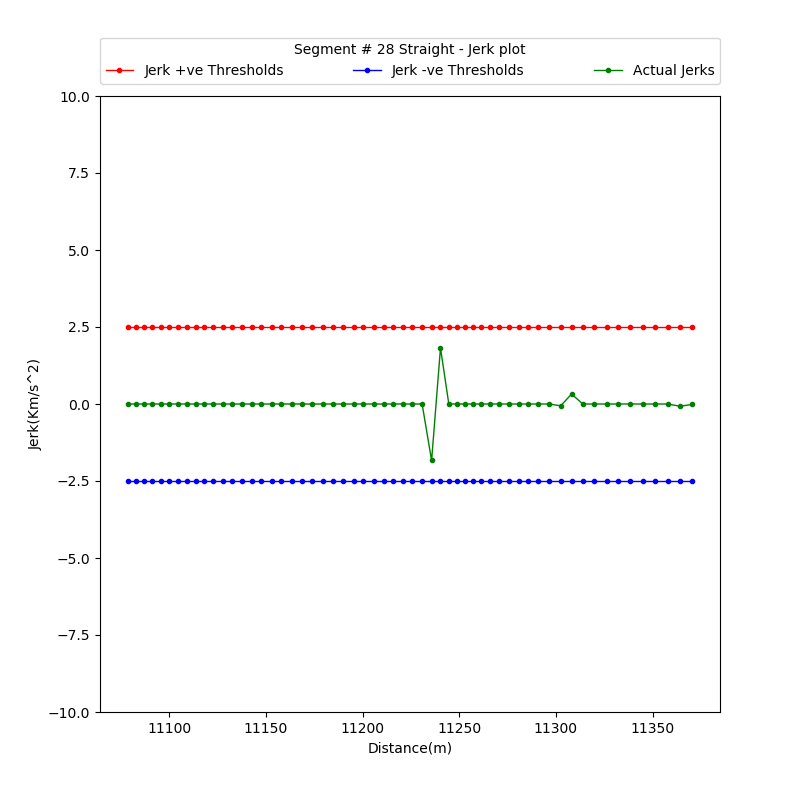 Segment # 28 Straight - Jerk plot
Jerk +ve Thresholds Jerk -ve Thresholds Actual Jerks
10.0
7.5
5.0
2.5
0.0
−2.5
−5.0
−7.5
−10.0
Jerk(Km/s^2)
11100 11150 11200 11250 11300 11350
Distance(m)